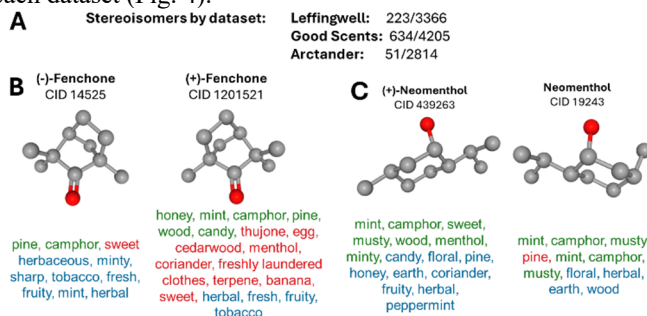 each dataset (Fig. 4).
A
Stereoisomers by dataset:
Leffingwell: 223/3366
Good Scents: 634/4205
Arctander: 51/2814
B
(-)-Fenchone
CID 14525
pine, camphor, sweet
herbaceous, minty,
sharp, tobacco, fresh,
fruity, mint, herbal
(+)-Fenchone
CID 1201521
honey, mint, camphor, pine,
wood, candy, thujone, egg,
cedarwood, menthol,
coriander, freshly laundered
clothes, terpene, banana,
sweet, herbal, fresh, fruity,
tobacco
C
(+)-Neomenthol
CID 439263
mint, camphor, sweet,
musty, wood, menthol,
minty, candy, floral, pine,
honey, earth, coriander,
fruity, herbal,
peppermint
Neomenthol
CID 19243
mint, camphor, musty
pine, mint, camphor,
musty, floral, herbal,
earth, wood